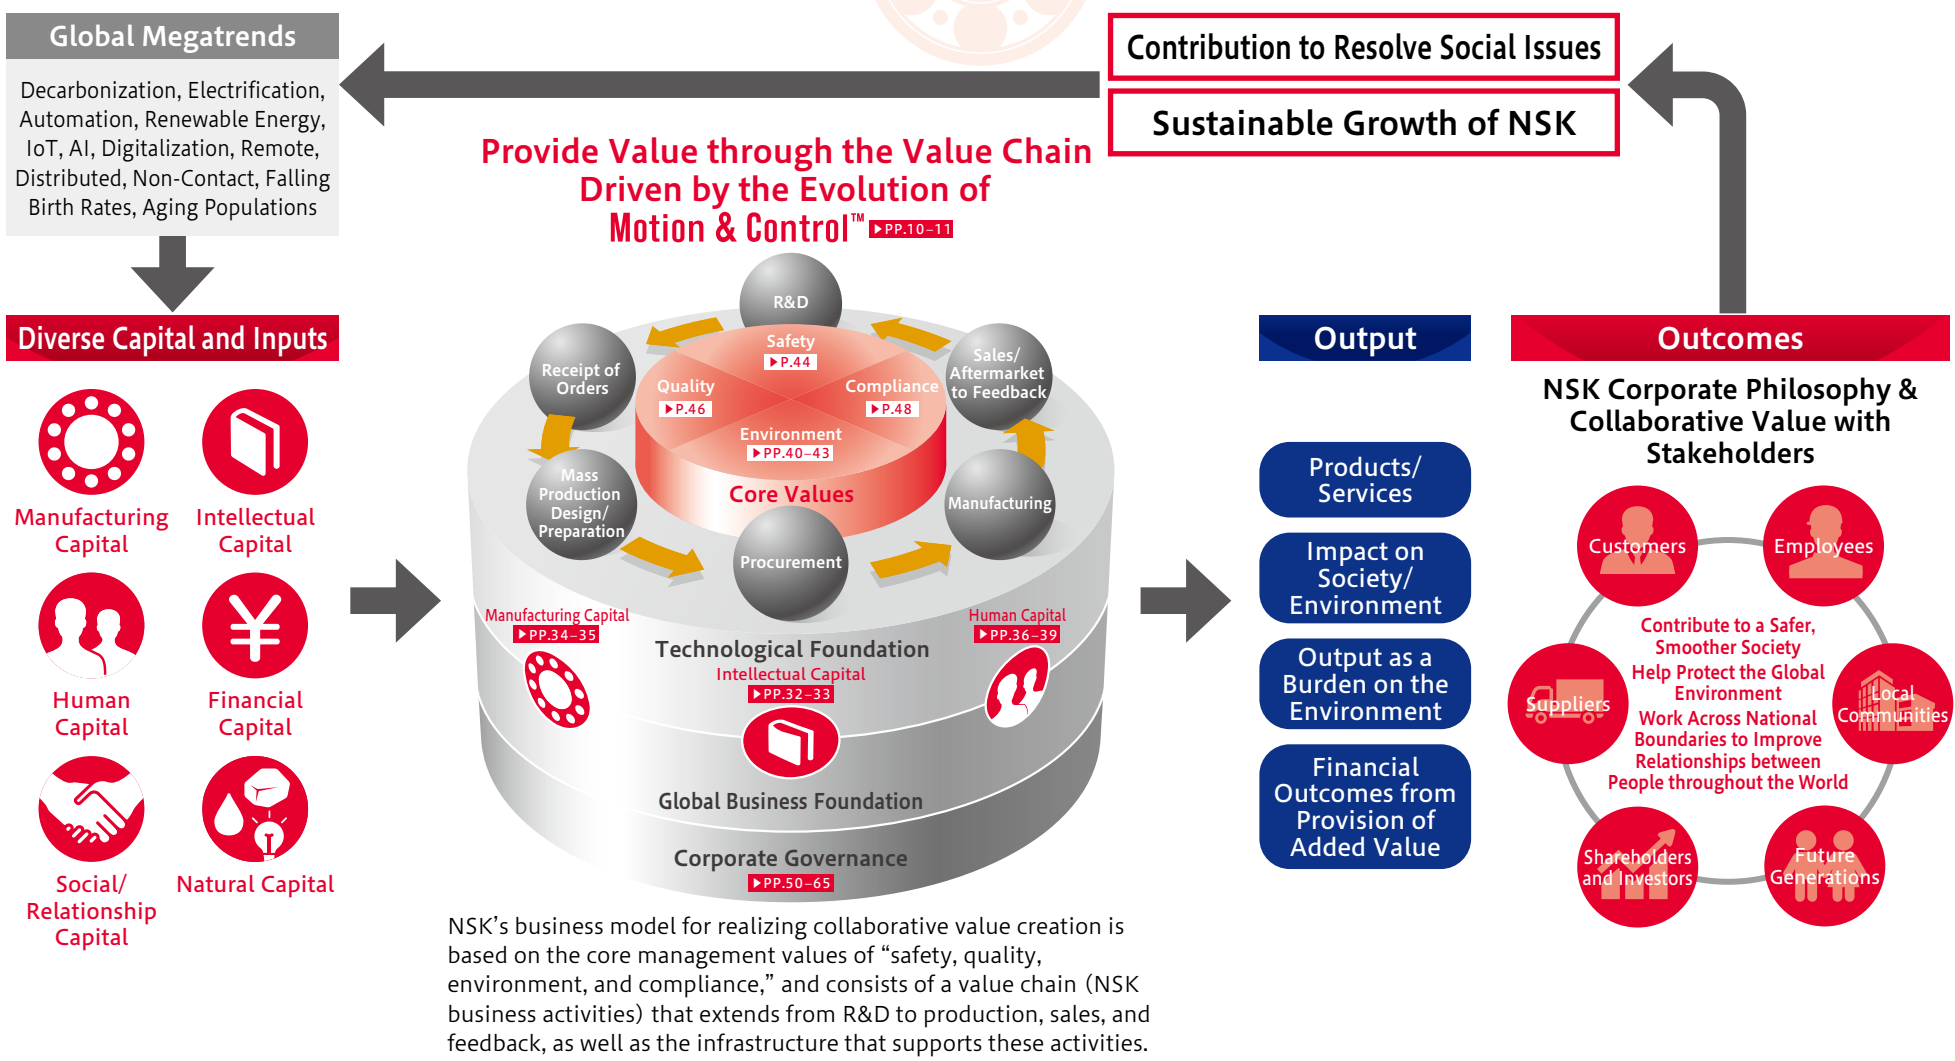 Global Megatrends
Decarbonization, Electrification,
Automation, Renewable Energy,
IoT, AI, Digitalization, Remote,
Distributed, Non-Contact, Falling
Birth Rates, Aging Populations
Contribution to Resolve Social Issues
Sustainable Growth of NSK
Provide Value through the Value Chain
Driven by the Evolution of
Motion & Control™ ▶PP.10–11
Diverse Capital and Inputs
Manufacturing
Capital
Intellectual
Capital
Human
Capital
Financial
Capital
Social/
Relationship
Capital
Natural Capital
R&D
Receipt of
Orders
Mass
Production
Design/
Preparation
Procurement
Manufacturing
Sales/
Aftermarket
to Feedback
Safety
▶P.44
Quality
▶P.46
Compliance
▶P.48
Environment
▶PP.40–43
Core Values
Manufacturing Capital
▶PP.34–35
Human Capital
▶PP.36–39
Technological Foundation
Intellectual Capital
▶PP.32–33
Global Business Foundation
Corporate Governance
▶PP.50–65
NSK’s business model for realizing collaborative value creation is
based on the core management values of “safety, quality,
environment, and compliance,” and consists of a value chain (NSK
business activities) that extends from R&D to production, sales, and
feedback, as well as the infrastructure that supports these activities.
Output
Products/
Services
Impact on
Society/
Environment
Output as a
Burden on the
Environment
Financial
Outcomes from
Provision of
Added Value
Outcomes
NSK Corporate Philosophy &
Collaborative Value with
Stakeholders
Customers
Employees
Suppliers
Local
Communities
Shareholders
and Investors
Future
Generations
Contribute to a Safer,
Smoother Society
Help Protect the Global
Environment
Work Across National
Boundaries to Improve
Relationships between
People throughout the World